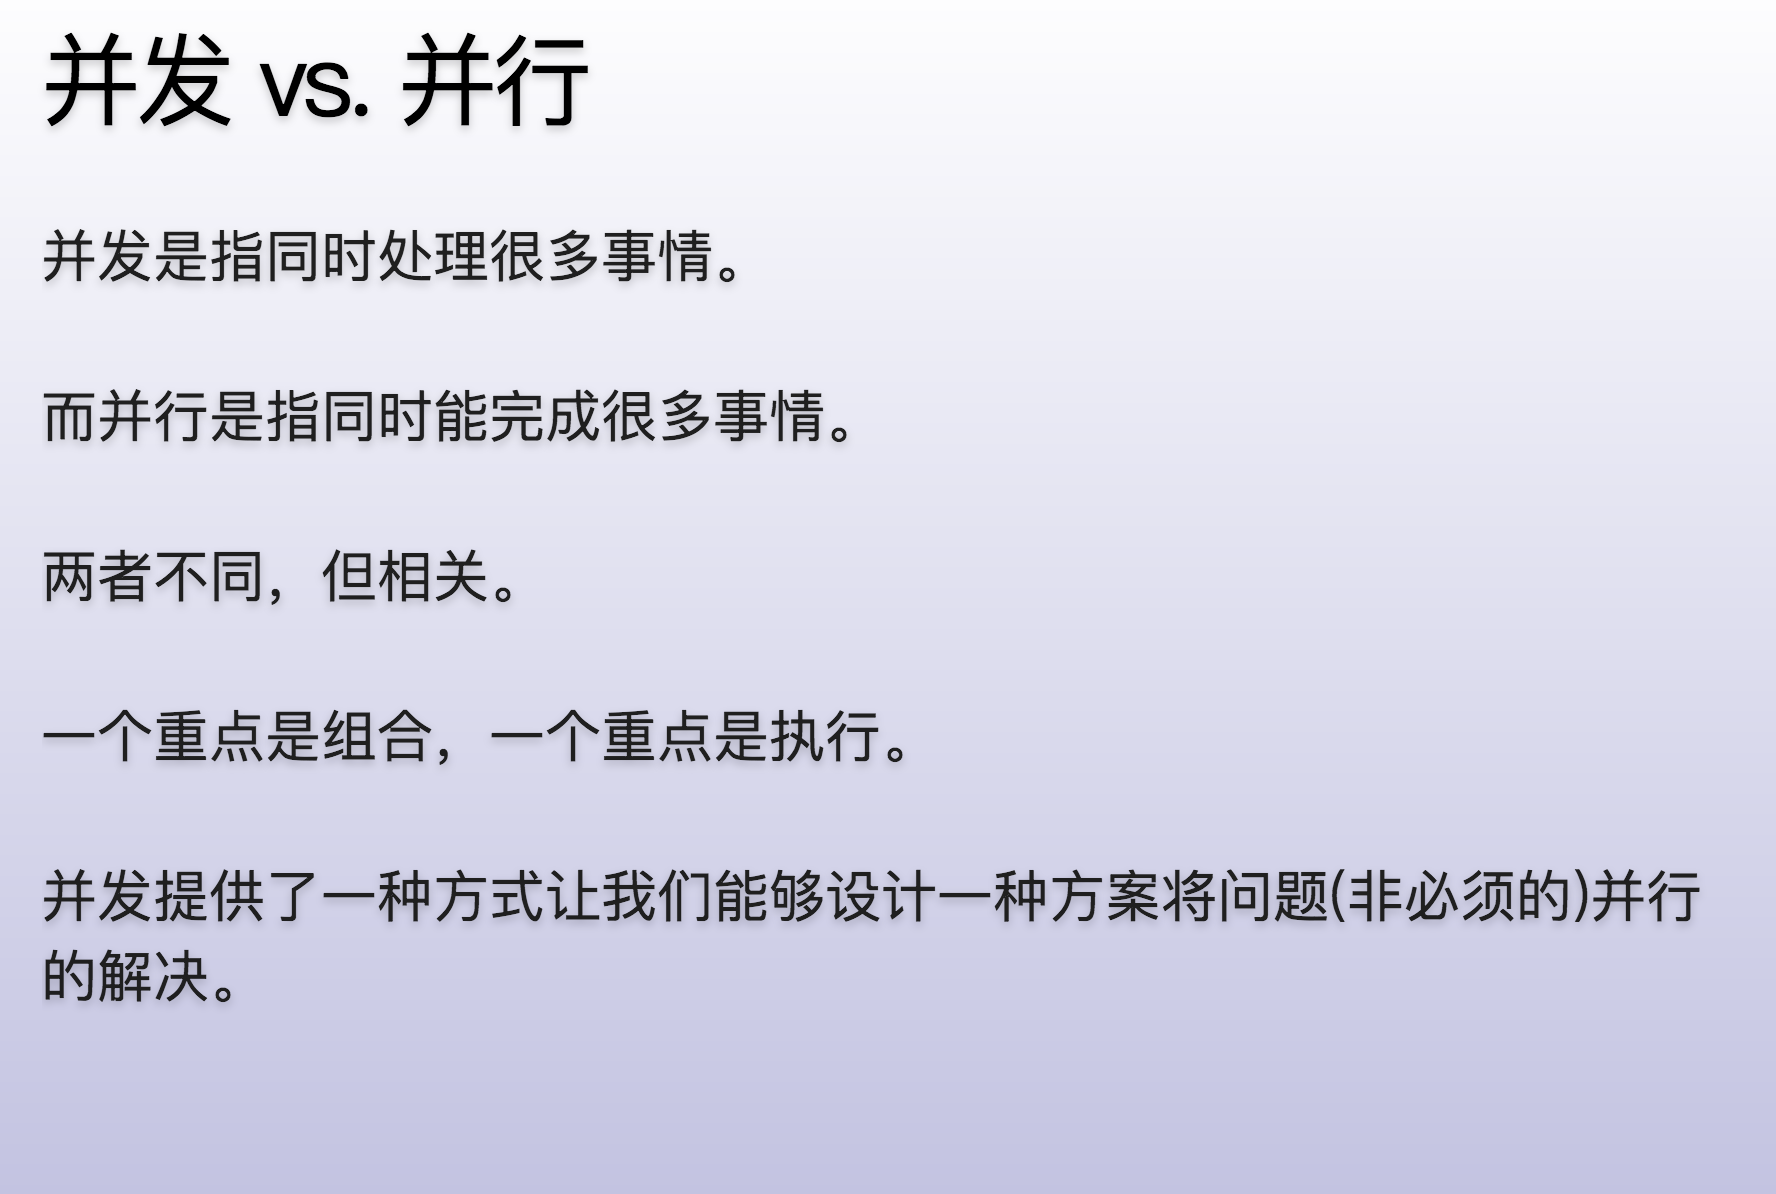 并发 vs. 并行
并发是指同时处理很多事情。
而并行是指同时能完成很多事情。
两者不同，但相关。
一个重点是组合，一个重点是执行。
并发提供了一种方式让我们能够设计一种方案将问题(非必须的)并行
的解决。